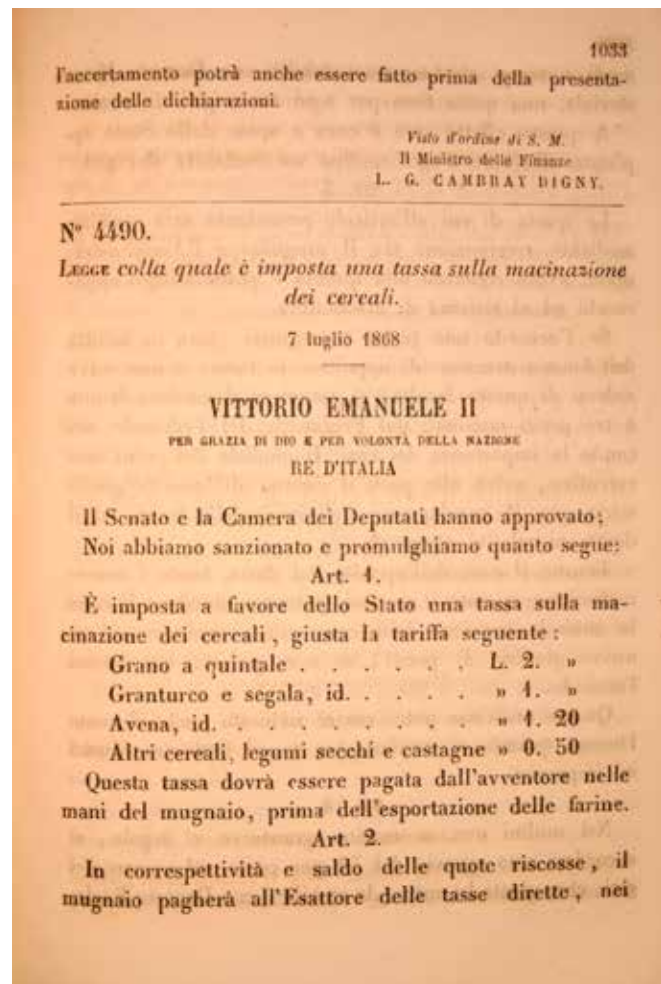 1033
l'accertamento potrà anche essere fatto prima della presenta-
zione delle dichiarazioni.
Visto d'ordine di S. M.
Il Ministro delle Finanze
L. G. CAMBRAY DIGNY.
N° 4490.
LEGGE colla quale è imposta una tassa sulla macinazione
dei cereali.
7 luglio 1868
VITTORIO EMANUELE II
PER GRAZIA DI DIO E PER VOLONTÀ DELLA NAZIONE
RE D'ITALIA
Il Senato e la Camera dei Deputati hanno approvato;
Noi abbiamo sanzionato e promulghiamo quanto segue:
Art. 1.
È imposta a favore dello Stato una tassa sulla ma-
cinazione dei cereali, giusta la tariffa seguente:
Grano a quintale . . . . . . L. 2. »
Granturco e segala, id. . . . . » 1. »
Avena, id. . . . . . . . . » 1. 20
Altri cereali, legumi secchi e castagne » 0. 50
Questa tassa dovrà essere pagata dall'avventore nelle
mani del mugnaio, prima dell'esportazione delle farine.
Art. 2.
In correspettività e saldo delle quote riscosse, il
mugnaio pagherà all'Esattore delle tasse dirette, nei